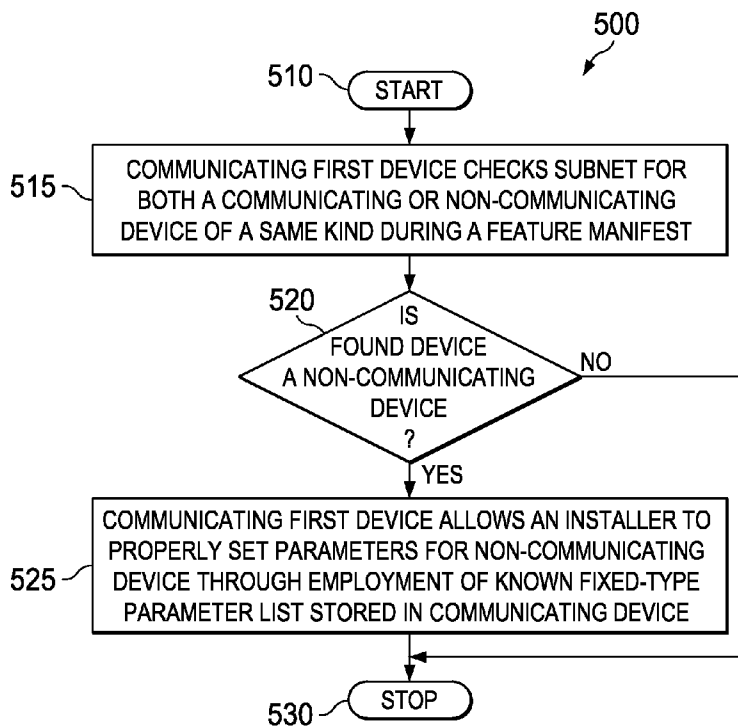 500
510
START
515
COMMUNICATING FIRST DEVICE CHECKS SUBNET FOR
BOTH A COMMUNICATING OR NON-COMMUNICATING
DEVICE OF A SAME KIND DURING A FEATURE MANIFEST
520
IS
FOUND DEVICE
A NON-COMMUNICATING
DEVICE
?
NO
YES
525
COMMUNICATING FIRST DEVICE ALLOWS AN INSTALLER TO
PROPERLY SET PARAMETERS FOR NON-COMMUNICATING
DEVICE THROUGH EMPLOYMENT OF KNOWN FIXED-TYPE
PARAMETER LIST STORED IN COMMUNICATING DEVICE
530
STOP